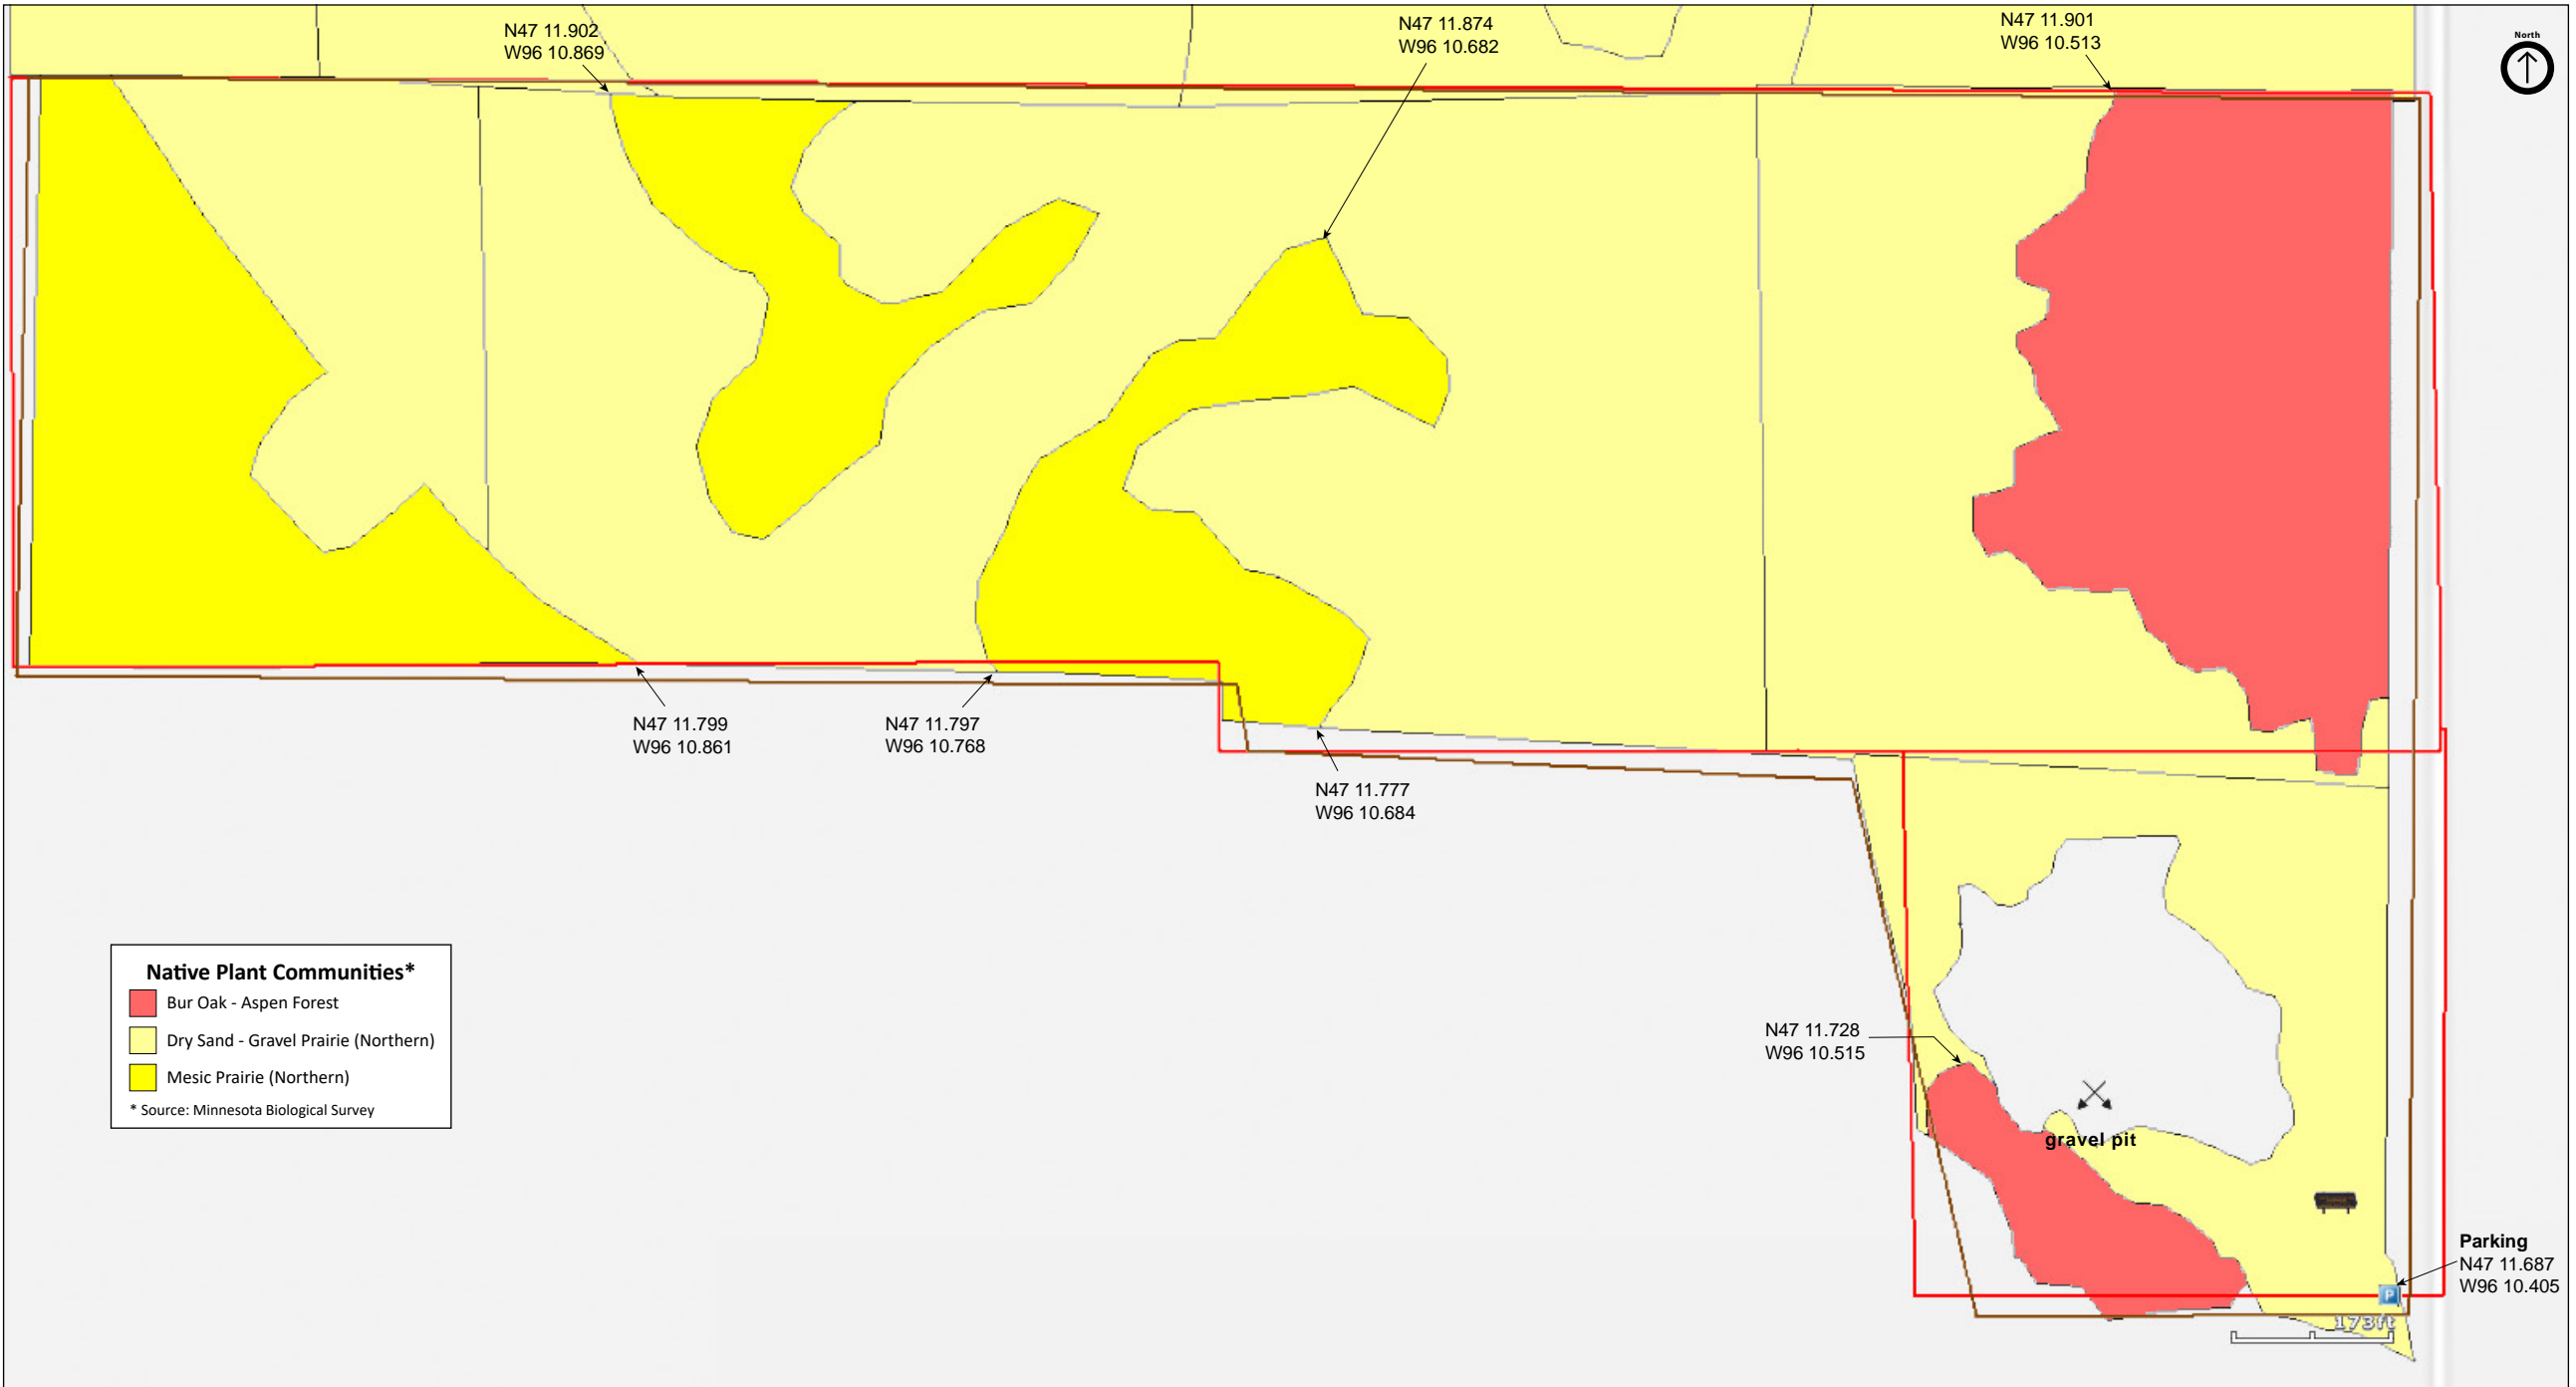 N47 11.902
W96 10.869
N47 11.874
W96 10.682
N47 11.901
W96 10.513
North
N47 11.799
W96 10.861
N47 11.797
W96 10.768
N47 11.777
W96 10.684
Native Plant Communities*
Bur Oak - Aspen Forest
Dry Sand - Gravel Prairie (Northern)
Mesic Prairie (Northern)
* Source: Minnesota Biological Survey
N47 11.728
W96 10.515
gravel pit
Parking
N47 11.687
W96 10.405
P
173ft